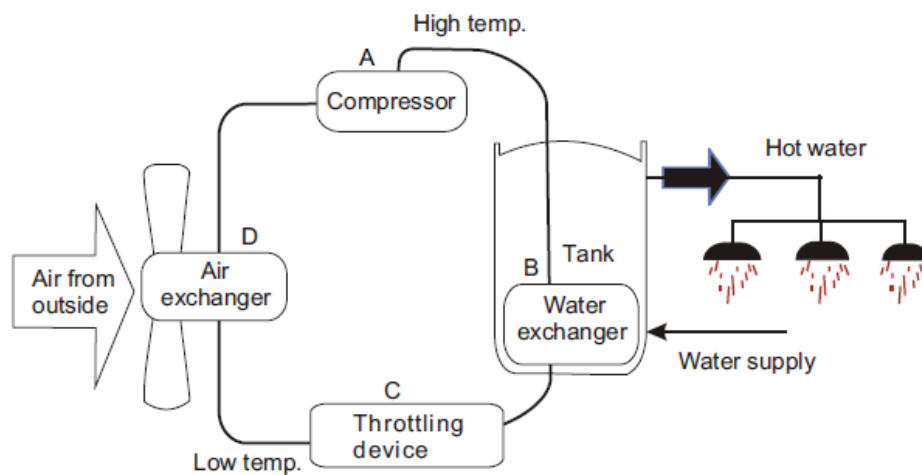 High temp.
A
Compressor
Hot water
D
Tank
Air from
outside
Air
exchanger
B
Water
exchanger
Water supply
C
Throttling
device
Low temp.